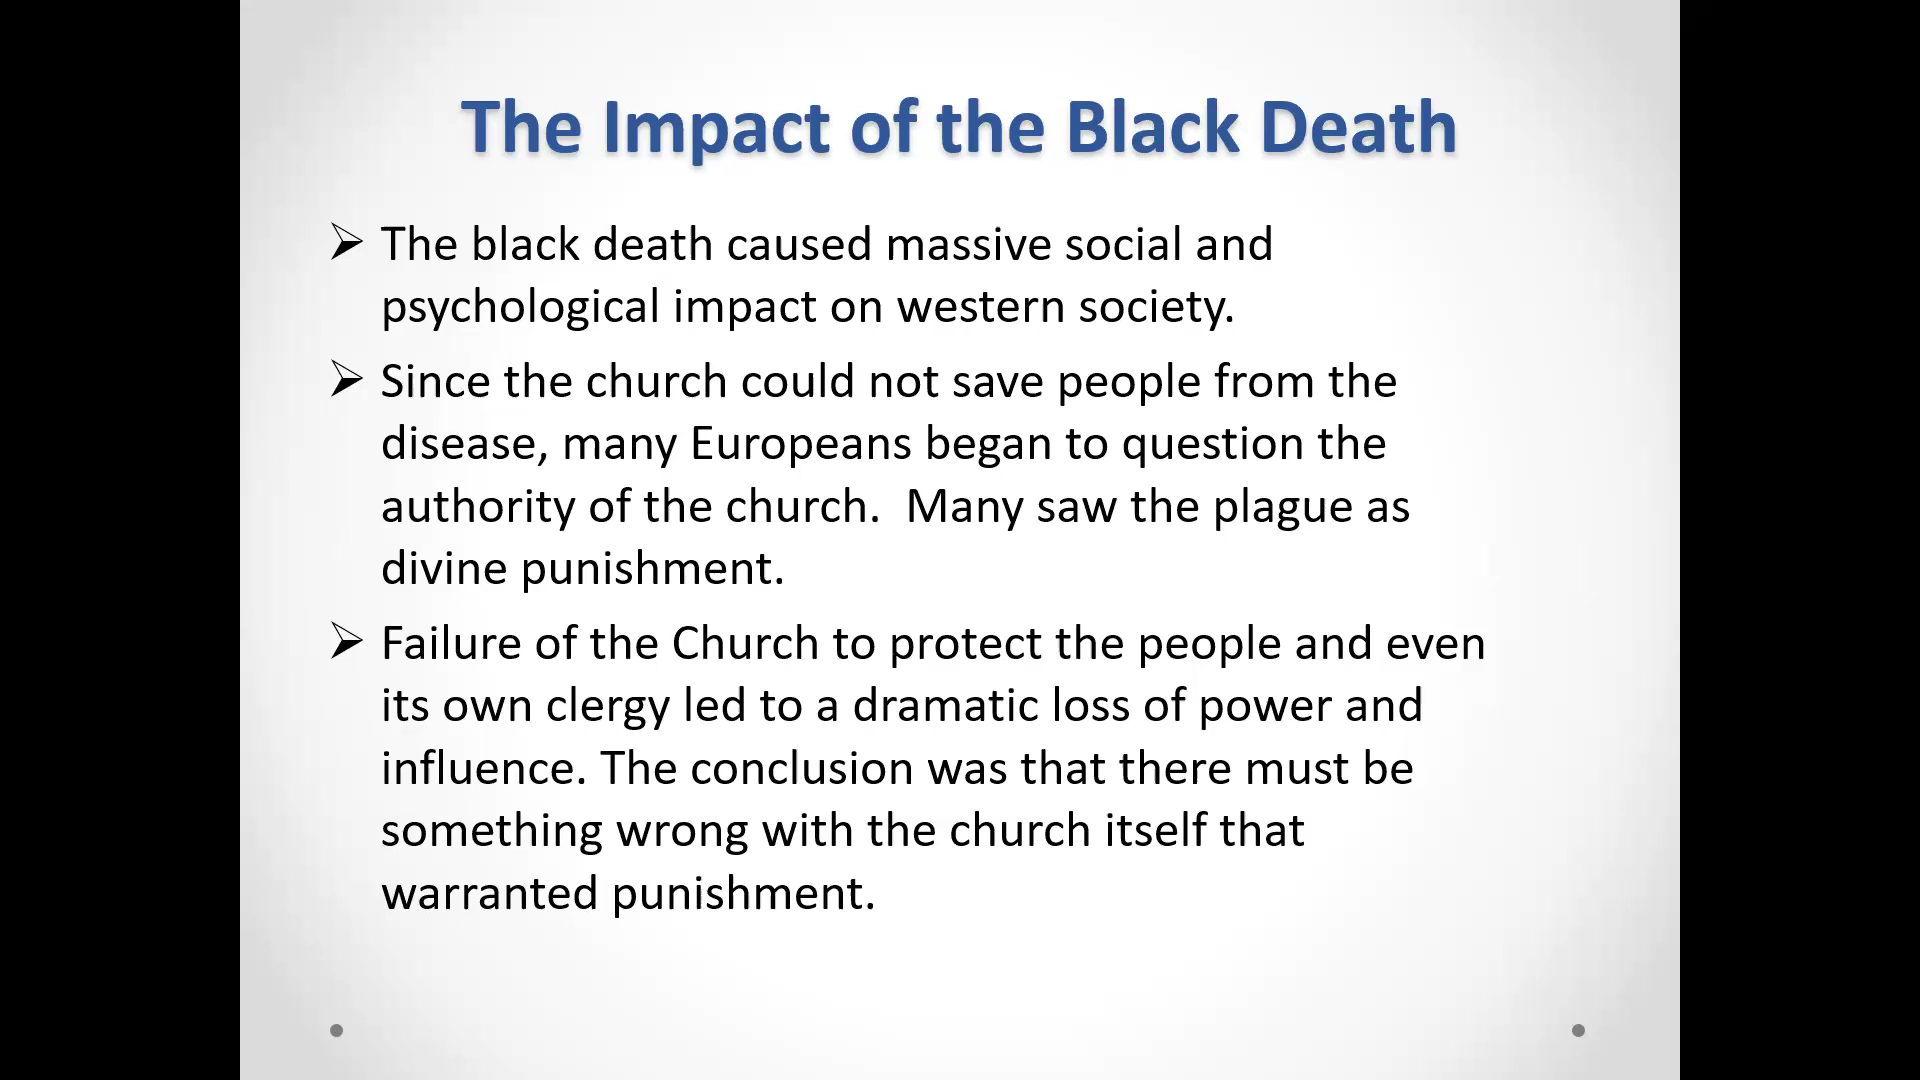 The Impact of the Black Death
The black death caused massive social and
psychological impact on western society.
Since the church could not save people from the
disease, many Europeans began to question the
authority of the church.  Many saw the plague as
divine punishment.
Failure of the Church to protect the people and even
its own clergy led to a dramatic loss of power and
influence. The conclusion was that there must be
something wrong with the church itself that
warranted punishment.